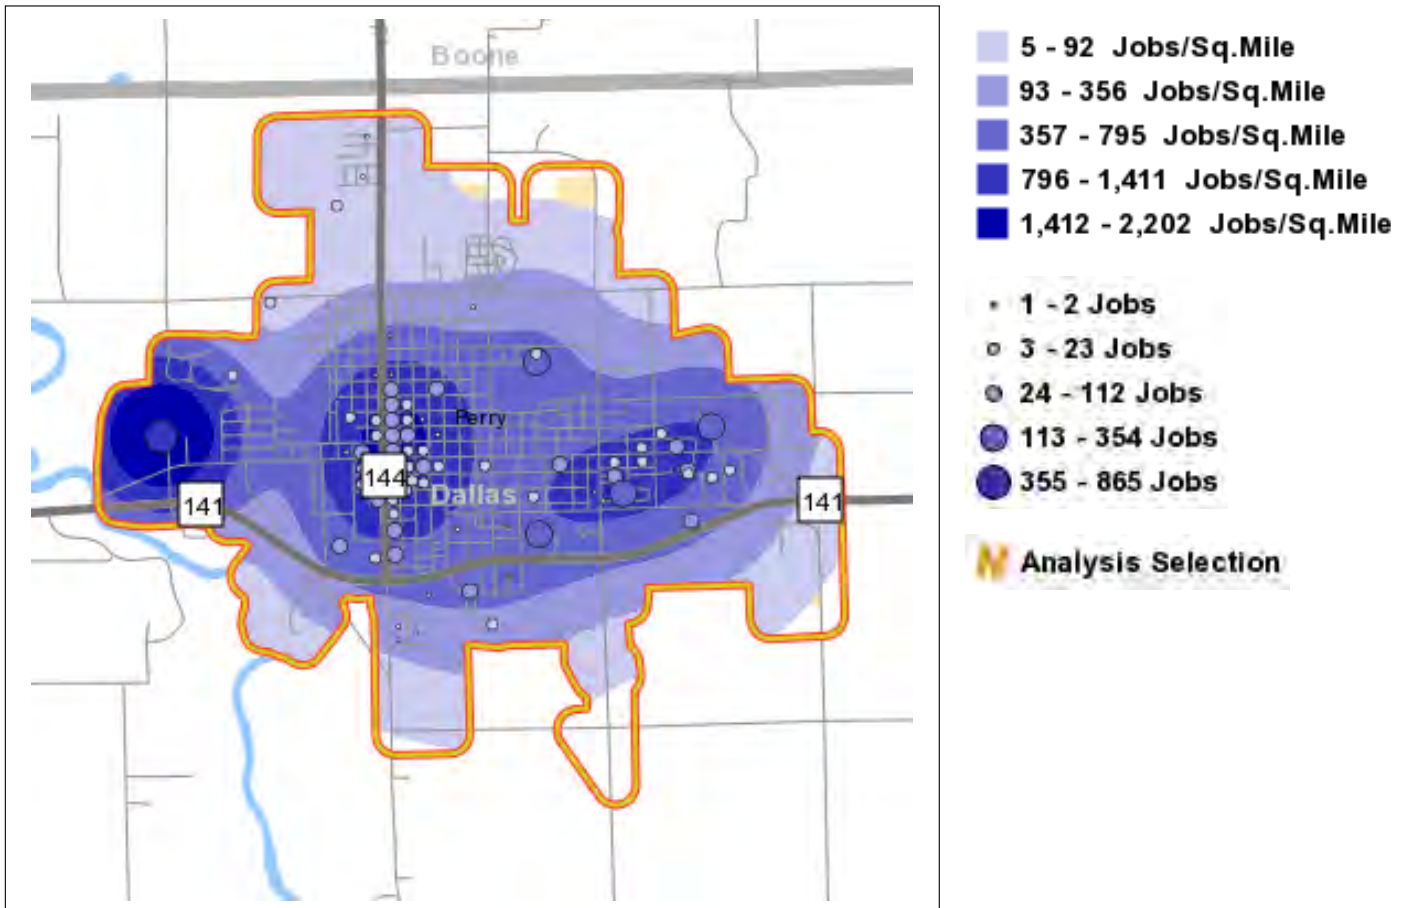 Boone
Perry
144
Dallas
141
141
5 - 92 Jobs/Sq.Mile
93 - 356 Jobs/Sq.Mile
357 - 795 Jobs/Sq.Mile
796 - 1,411 Jobs/Sq.Mile
1,412 - 2,202 Jobs/Sq.Mile
1 - 2 Jobs
3 - 23 Jobs
24 - 112 Jobs
113 - 354 Jobs
355 - 865 Jobs
Analysis Selection